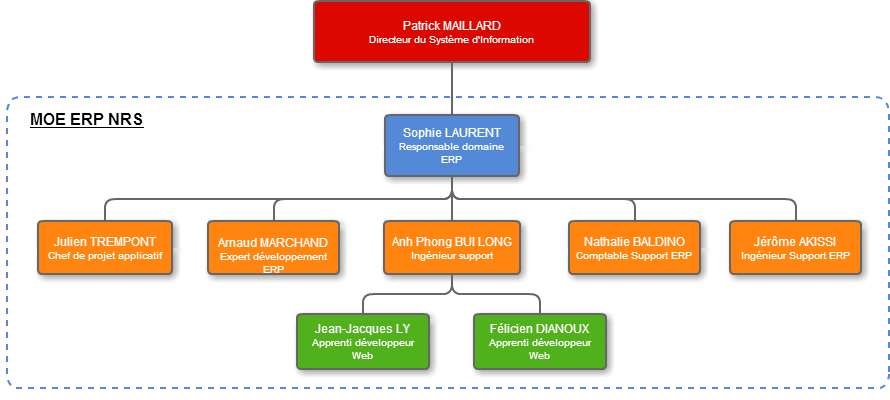 Patrick MAILLARD
Directeur du Système d'Information
MOE ERP NRS
Sophie LAURENT
Responsable domaine
ERP
Julien TREMPONT
Chef de projet applicatif
Arnaud MARCHAND
Expert développement
ERP
Anh Phong BUI LONG
Ingénieur support
Nathalie BALDINO
Comptable Support ERP
Jérôme AKISSI
Ingénieur Support ERP
Jean-Jacques LY
Apprenti développeur
Web
Félicien DIANOUX
Apprenti développeur
Web